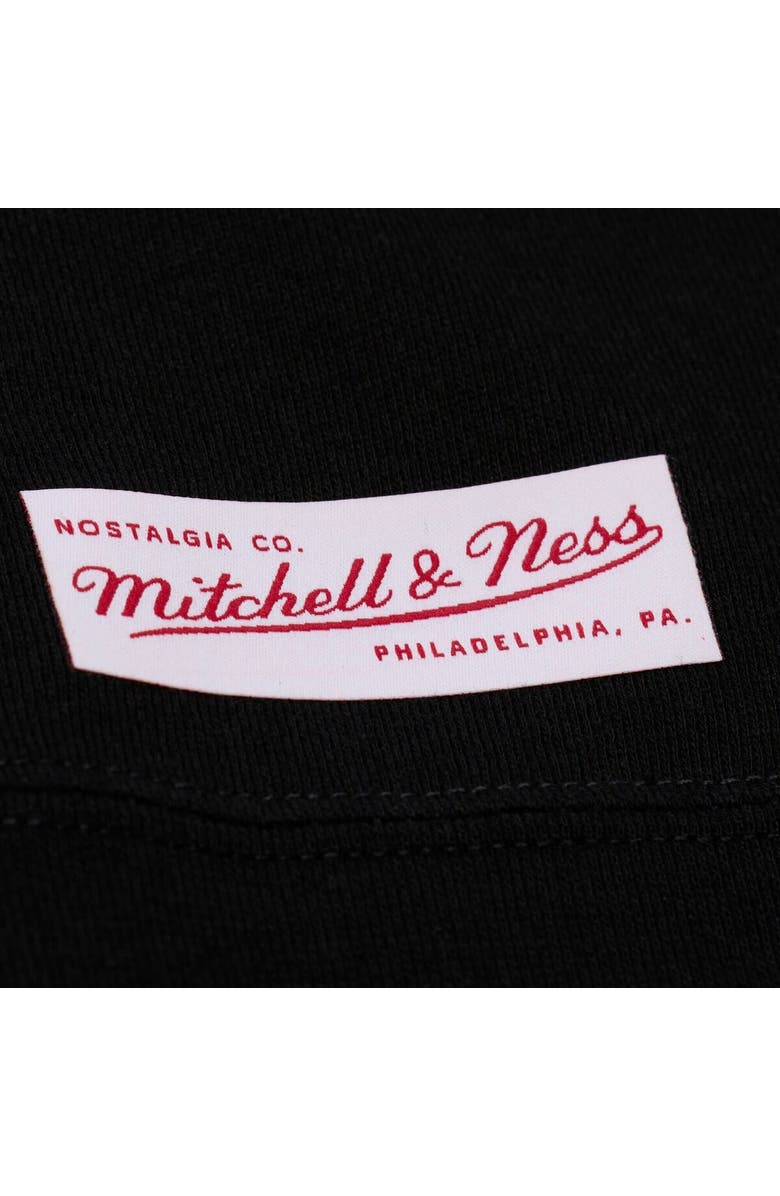 NOSTALGIA CO.
Mitchell & Ness
PHILADELPHIA, PA.